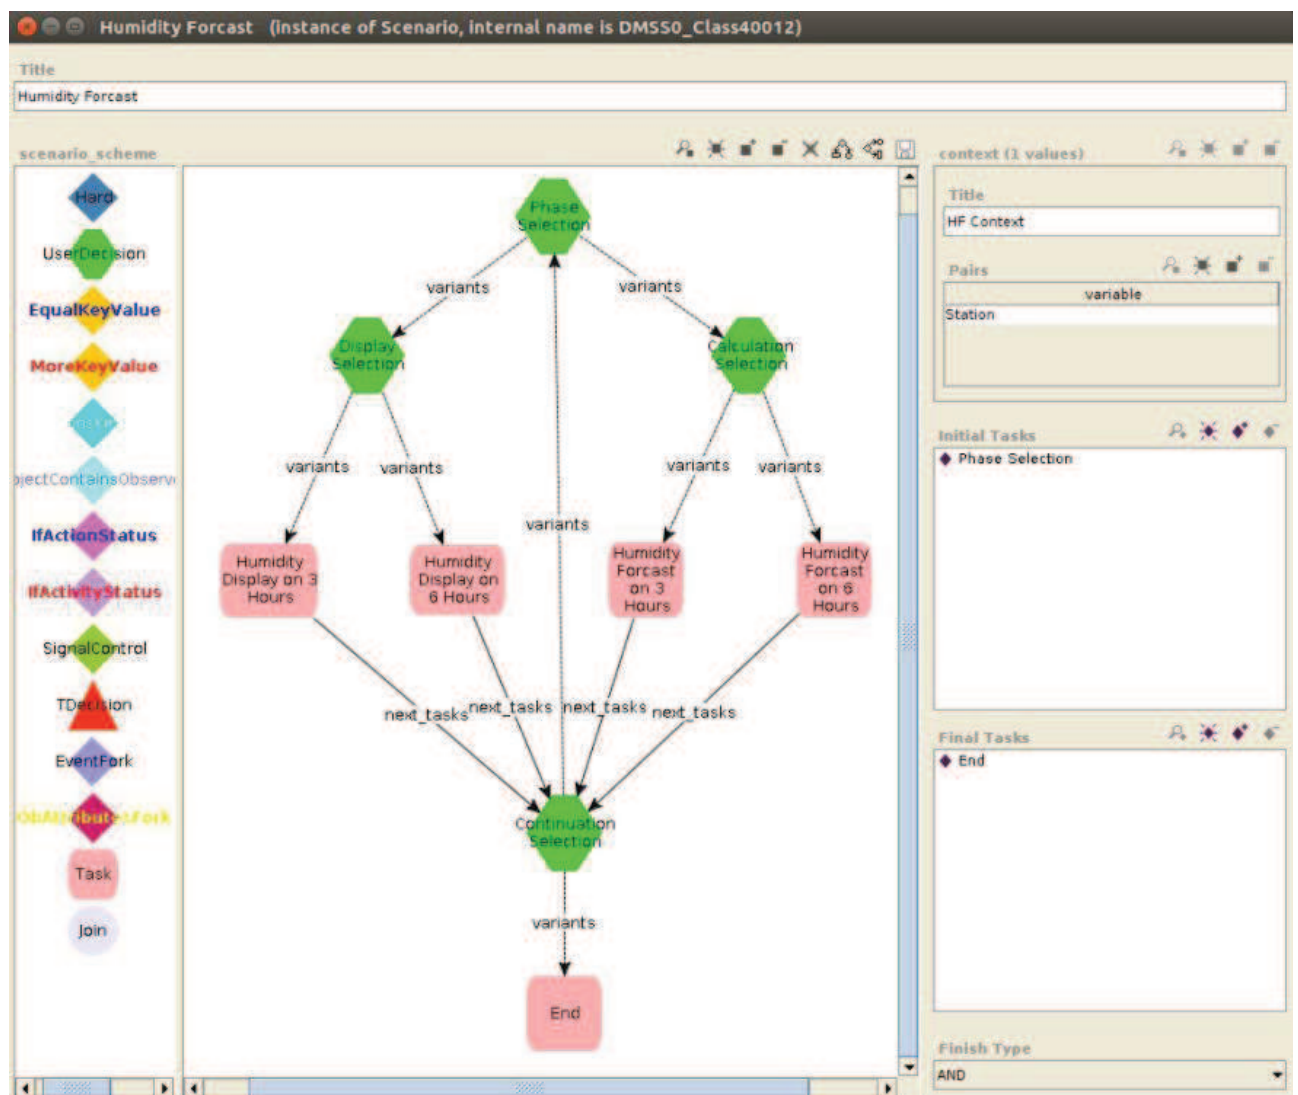 Humidity Forcast   (instance of Scenario, internal name is DMSS0_Class40012)
Title
Humidity Forcast
scenario_scheme
Hard
UserDecision
EqualKeyValue
MoreKeyValue
bjectContainsObserv
IfActionStatus
IfActivityStatus
SignalControl
TDecision
EventFork
ObAttributesFork
Task
Join
Phase
Selection
variants
variants
Display
Selection
Calculation
Selection
variants
variants
variants
variants
variants
Humidity
Display on 3
Hours
Humidity
Display on
6 Hours
Humidity
Forcast
on 3
Hours
Humidity
Forcast
on 6
Hours
next_tasks
next_tasks
next_tasks
next_tasks
Continuation
Selection
variants
End
context (1 values)
Title
HF Context
Pairs
variable
Station
Initial Tasks
Phase Selection
Final Tasks
End
Finish Type
AND